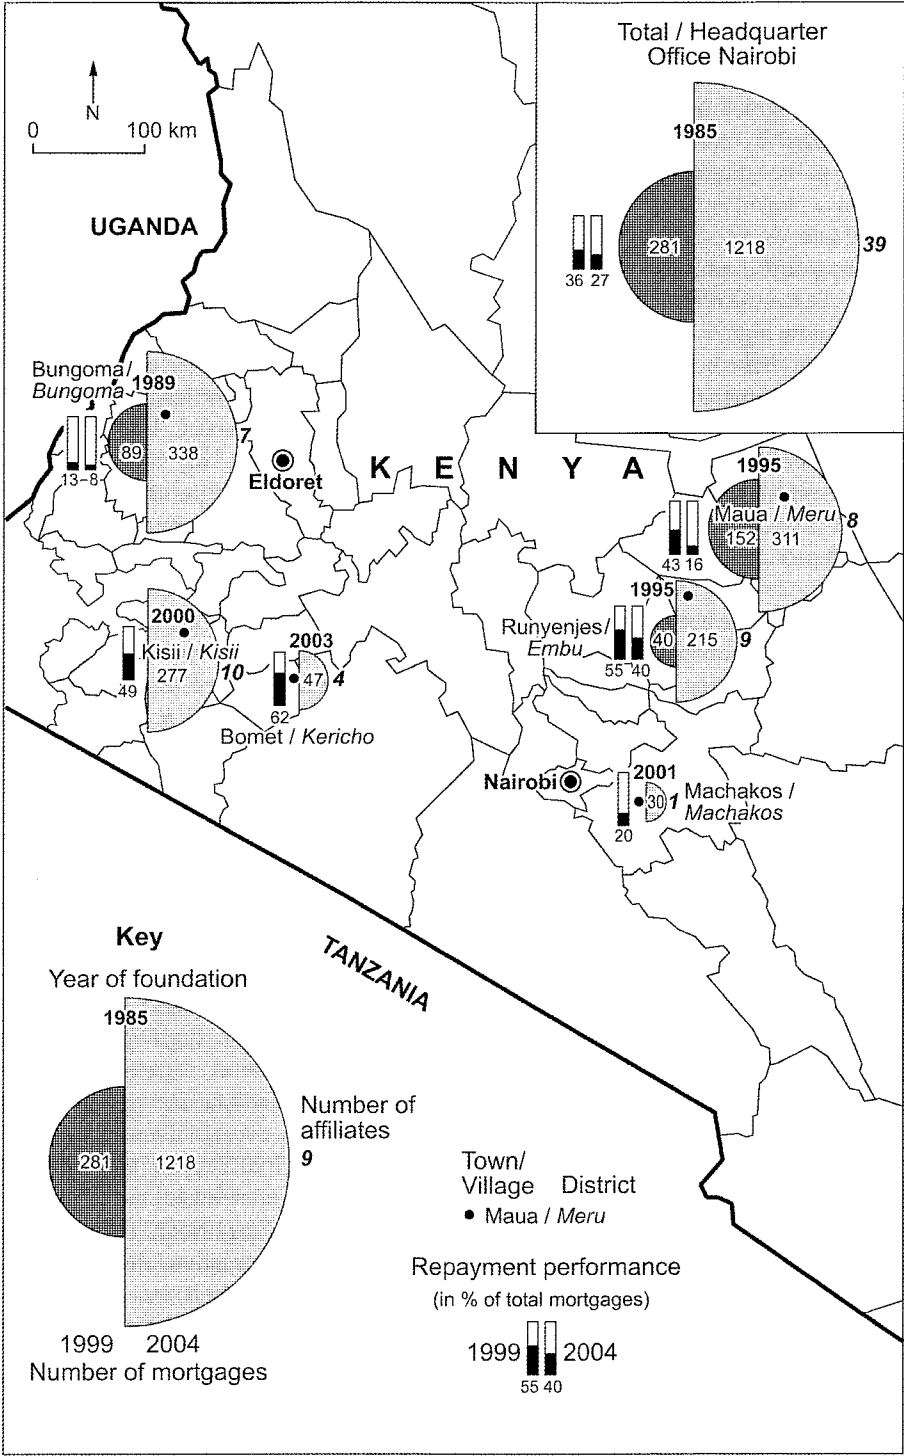 Total / Headquarter
Office Nairobi
1985
281
1218
39
36 27
N
0 100 km
UGANDA
Bungoma/
Bungoma
1989
89
338
7
13-8
Eldoret
KENYA
1995
Maua / Meru
152
311
8
43 16
1995
Runyenjes/
Embu
40
215
9
55 40
2000
Kisii / Kisii
277
10
49
2003
47
4
62
Bomet / Kericho
Nairobi
2001
30
1
Machakos /
Machakos
20
TANZANIA
Key
Year of foundation
1985
281
1218
Number of
affiliates
9
1999 2004
Number of mortgages
Town/
Village District
Maua / Meru
Repayment performance
(in % of total mortgages)
1999 2004
55 40